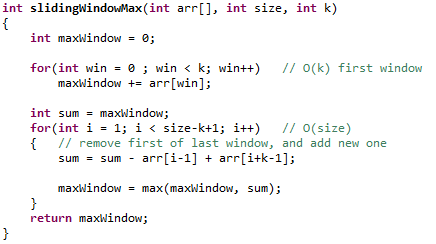 int slidingWindowMax(int arr[], int size, int k)
{
    int maxWindow = 0;

    for(int win = 0 ; win < k; win++)   // O(k) first window
        maxWindow += arr[win];

    int sum = maxWindow;
    for(int i = 1; i < size-k+1; i++)   // O(size)
    {   // remove first of last window, and add new one
        sum = sum - arr[i-1] + arr[i+k-1];

        maxWindow = max(maxWindow, sum);
    }
    return maxWindow;
}